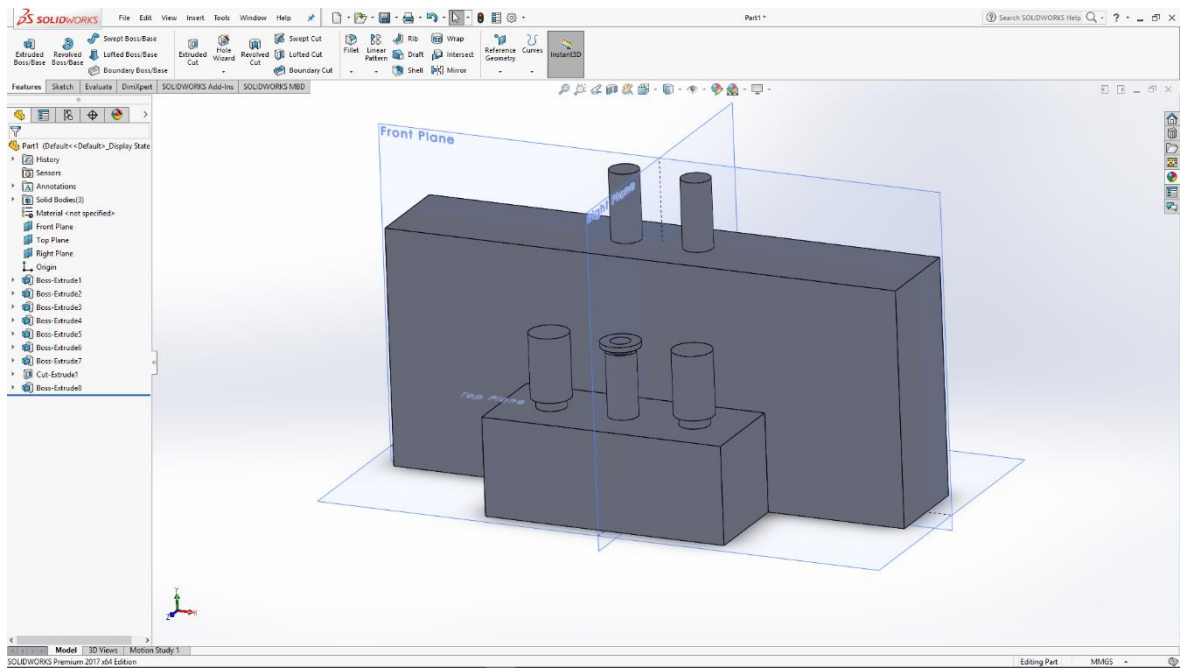 SOLIDWORKS File Edit View Insert Tools Window Help Part1 * Search SOLIDWORKS Help
Extruded Boss/Base
Revolved Boss/Base
Swept Boss/Base
Lofted Boss/Base
Boundary Boss/Base
Extruded Cut
Hole Wizard
Revolved Cut
Swept Cut
Lofted Cut
Boundary Cut
Fillet
Linear Pattern
Rib
Draft
Shell
Wrap
Intersect
Mirror
Reference Geometry
Curves
Instant3D
Features Sketch Evaluate DimXpert SOLIDWORKS Add-Ins SOLIDWORKS MBD
Part1 (Default<<Default>_Display State
History
Sensors
Annotations
Solid Bodies(3)
Material <not specified>
Front Plane
Top Plane
Right Plane
Origin
Boss-Extrude1
Boss-Extrude2
Boss-Extrude3
Boss-Extrude4
Boss-Extrude5
Boss-Extrude6
Boss-Extrude7
Cut-Extrude1
Boss-Extrude8
Front Plane
Right Plane
Top Plane
Y
X
Z
Model 3D Views Motion Study 1
SOLIDWORKS Premium 2017 x64 Edition Editing Part MMGS